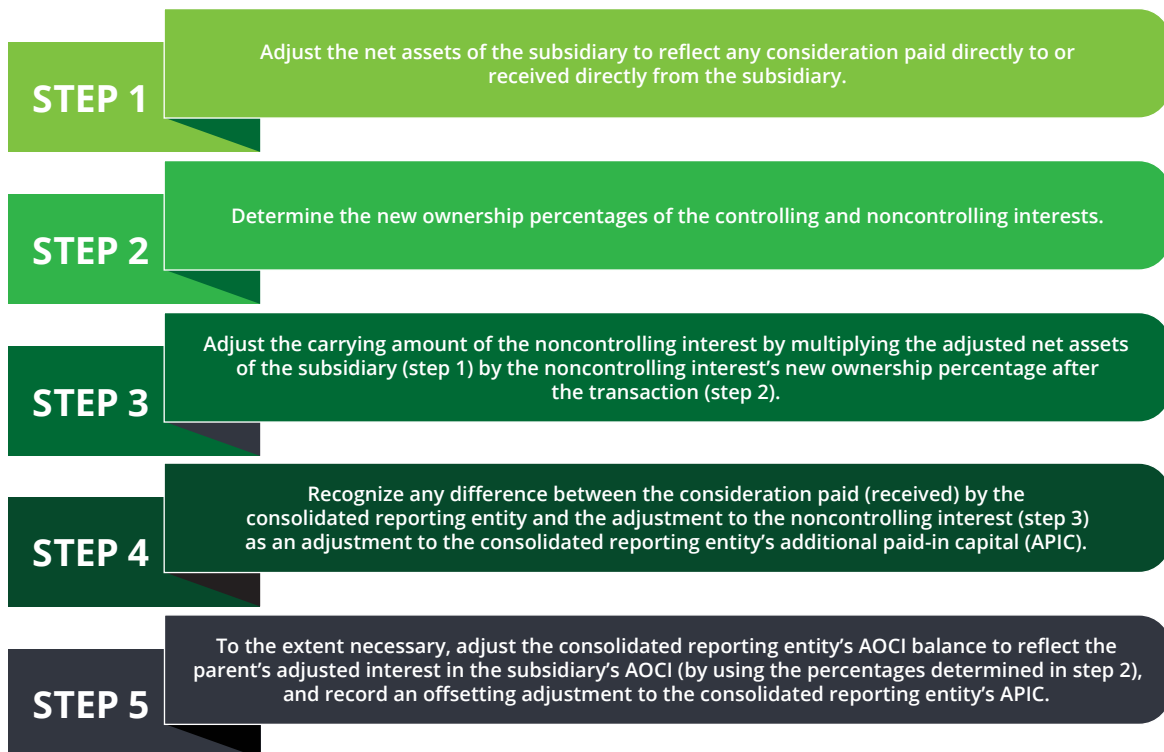 STEP 1
Adjust the net assets of the subsidiary to reflect any consideration paid directly to or
received directly from the subsidiary.
STEP 2
Determine the new ownership percentages of the controlling and noncontrolling interests.
STEP 3
Adjust the carrying amount of the noncontrolling interest by multiplying the adjusted net assets
of the subsidiary (step 1) by the noncontrolling interest’s new ownership percentage after
the transaction (step 2).
STEP 4
Recognize any difference between the consideration paid (received) by the
consolidated reporting entity and the adjustment to the noncontrolling interest (step 3)
as an adjustment to the consolidated reporting entity’s additional paid-in capital (APIC).
STEP 5
To the extent necessary, adjust the consolidated reporting entity’s AOCI balance to reflect the
parent’s adjusted interest in the subsidiary’s AOCI (by using the percentages determined in step 2),
and record an offsetting adjustment to the consolidated reporting entity’s APIC.